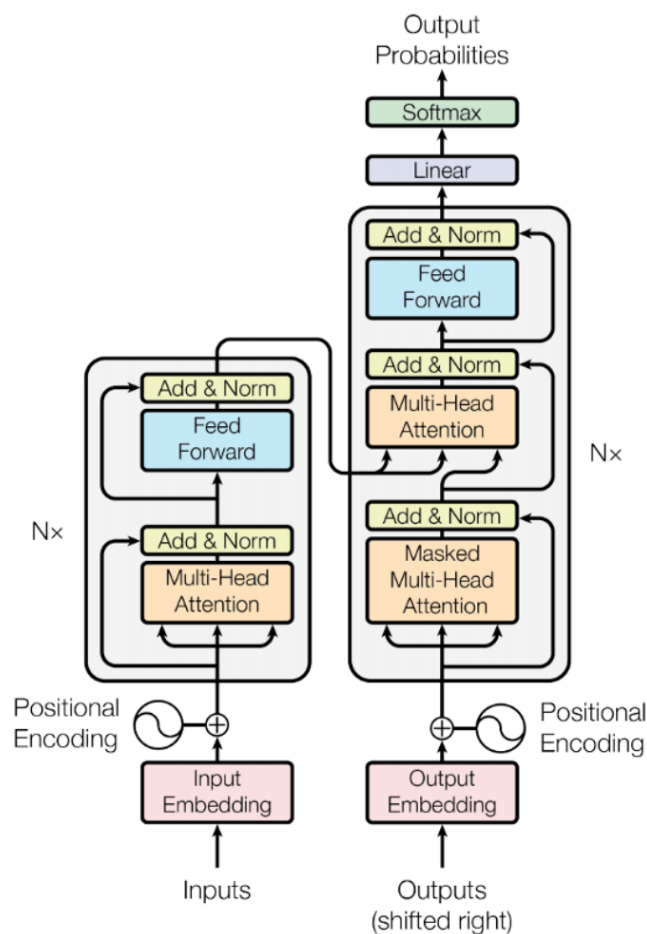 Output
Probabilities
Softmax
Linear
Add & Norm
Feed
Forward
Add & Norm
Multi-Head
Attention
Add & Norm
Masked
Multi-Head
Attention
N×
Add & Norm
Feed
Forward
Add & Norm
Multi-Head
Attention
N×
Positional
Encoding
Positional
Encoding
Input
Embedding
Output
Embedding
Inputs
Outputs
(shifted right)